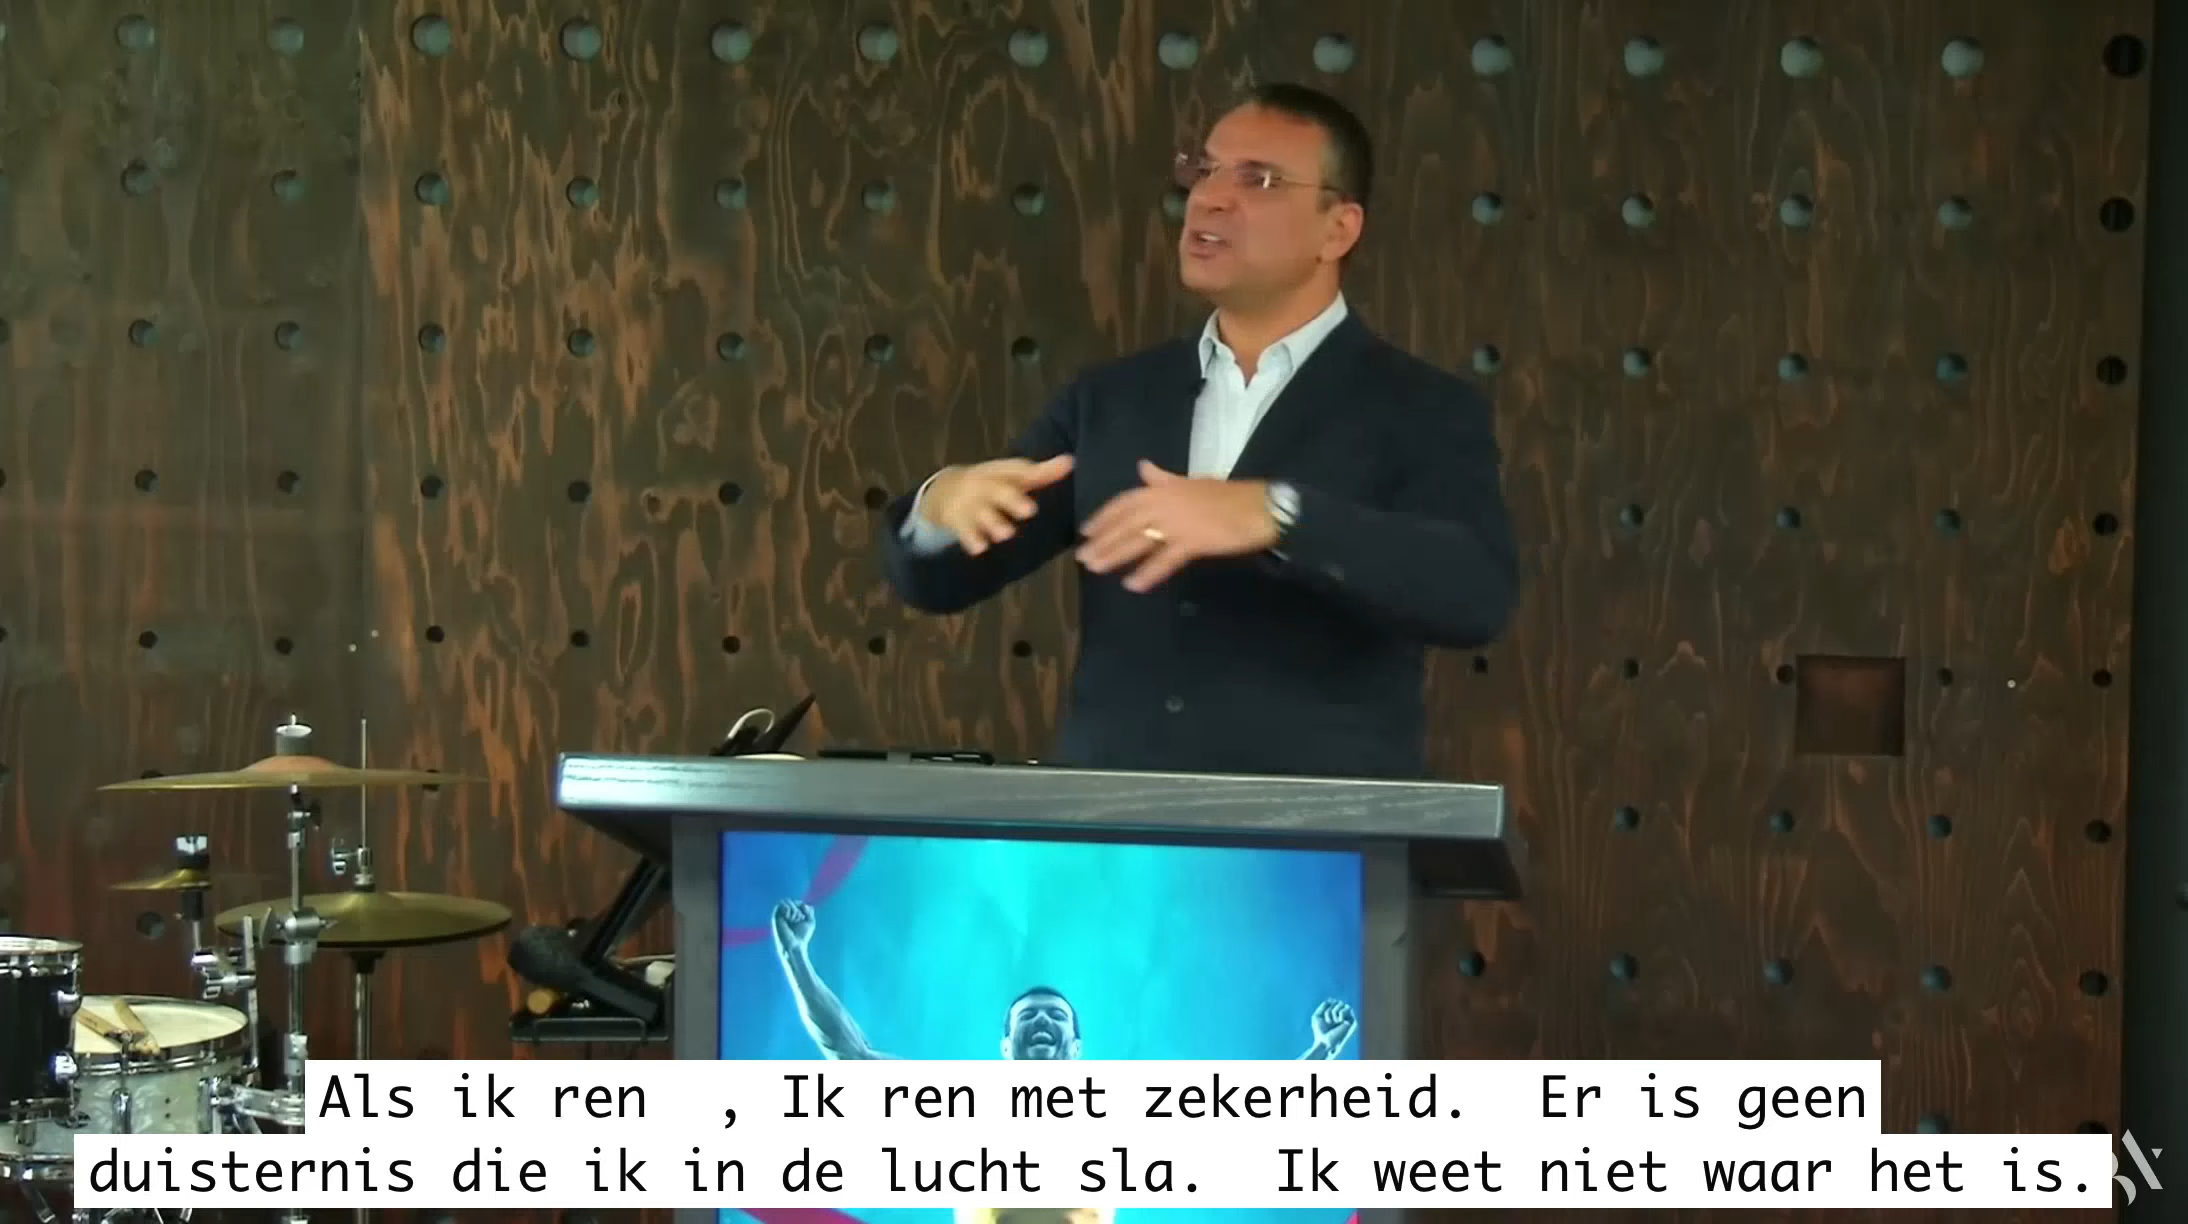 Als ik ren  , Ik ren met zekerheid.  Er is geen
duisternis die ik in de lucht sla.  Ik weet niet waar het is.